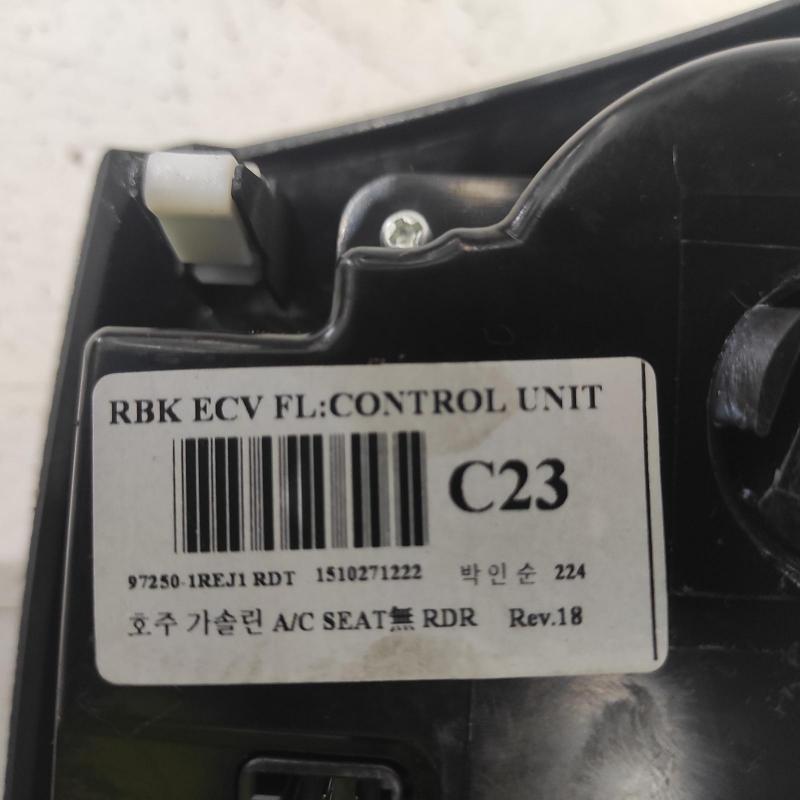 RBK ECV FL:CONTROL UNIT
C23
97250-1REJ1 RDT 1510271222 박인순 224
호주 가솔린 A/C SEAT無 RDR Rev.18